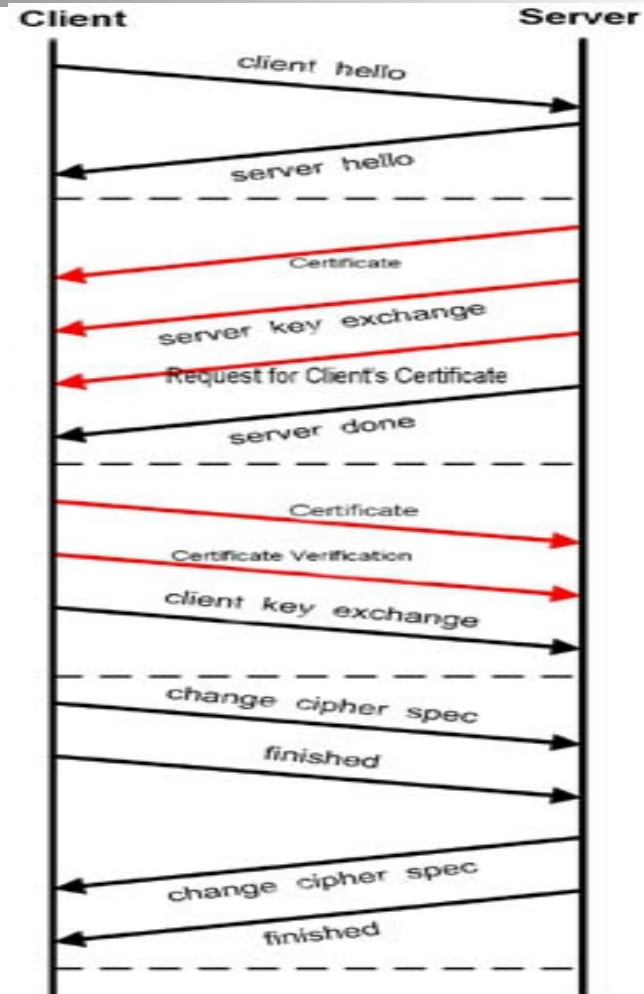 Client Server
client hello
server hello
Certificate
server key exchange
Request for Client's Certificate
server done
Certificate
Certificate Verification
client key exchange
change cipher spec
finished
change cipher spec
finished